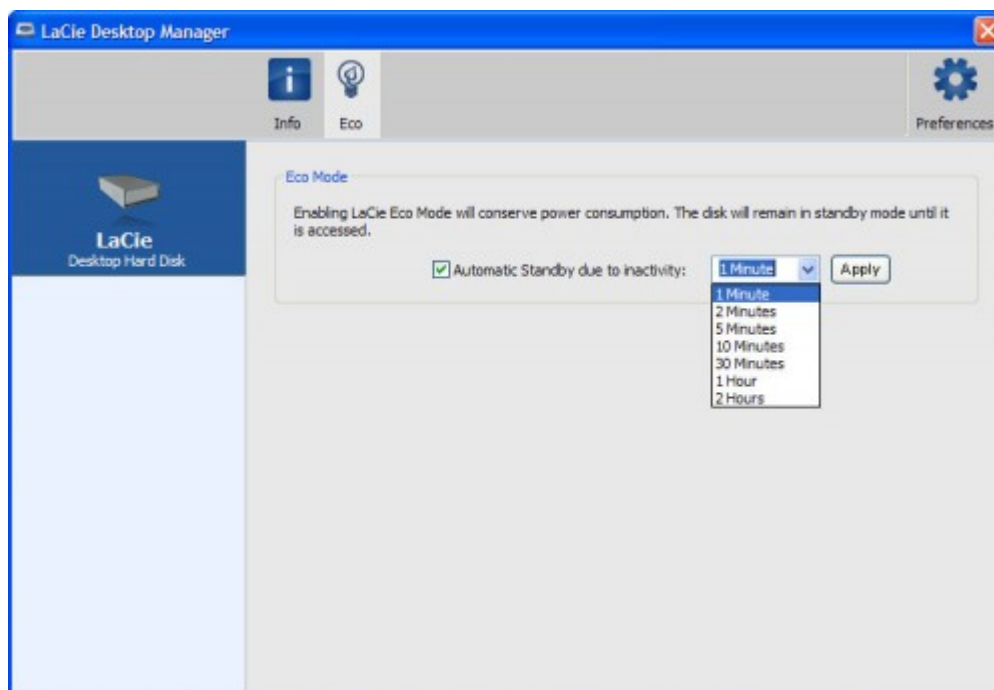 LaCie Desktop Manager
Info
Eco
Preferences
LaCie
Desktop Hard Disk
Eco Mode
Enabling LaCie Eco Mode will conserve power consumption. The disk will remain in standby mode until it
is accessed.
Automatic Standby due to inactivity:
1 Minute
Apply
1 Minute
2 Minutes
5 Minutes
10 Minutes
30 Minutes
1 Hour
2 Hours